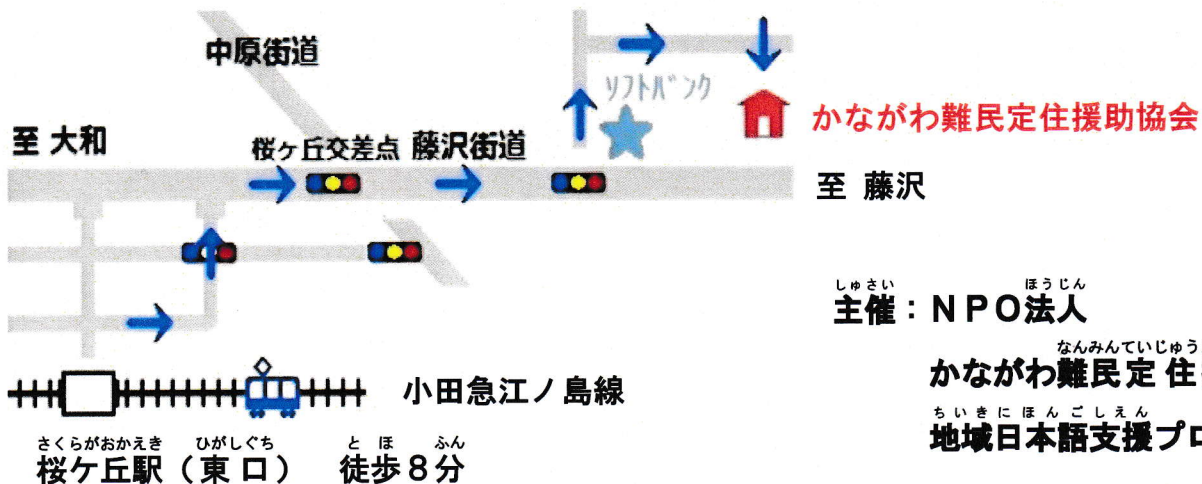 中原街道
ソフトバンク
かながわ難民定住援助協会
至 大和
桜ヶ丘交差点 藤沢街道
至 藤沢
しゅさい ほうじん
主催：ＮＰＯ法人
なんみんていじゅう
かながわ難民定住
ちいきにほんごしえん
地域日本語支援プロ
小田急江ノ島線
さくらがおかえき ひがしぐち とほ ふん
桜ケ丘駅（東口） 徒歩８分